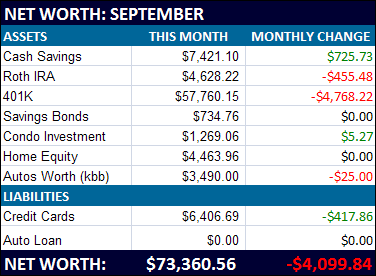 NET WORTH: SEPTEMBER
ASSETS THIS MONTH MONTHLY CHANGE
Cash Savings $7,421.10 $725.73
Roth IRA $4,628.22 -$455.48
401K $57,760.15 -$4,768.22
Savings Bonds $734.76 $0.00
Condo Investment $1,269.06 $5.27
Home Equity $4,463.96 $0.00
Autos Worth (kbb) $3,490.00 -$25.00
LIABILITIES
Credit Cards $6,406.69 -$417.86
Auto Loan $0.00 $0.00
NET WORTH: $73,360.56 -$4,099.84